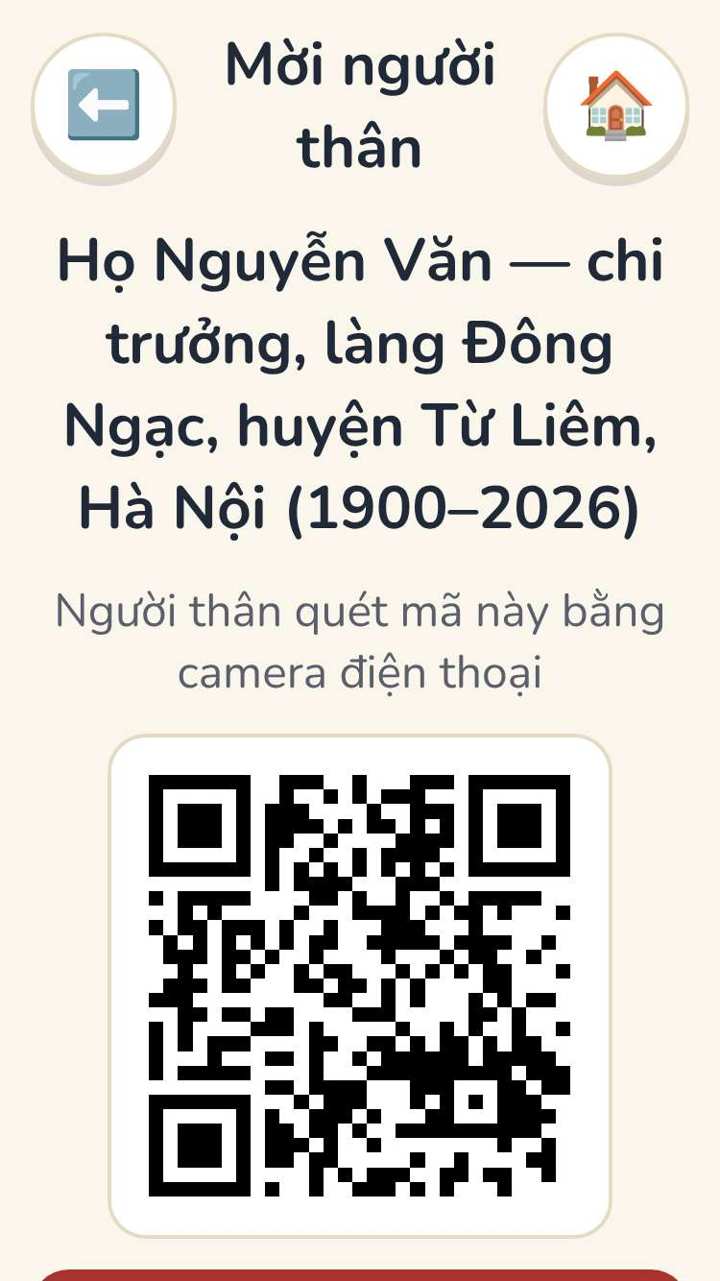 Mời người
thân
Họ Nguyễn Văn — chi
trưởng, làng Đông
Ngạc, huyện Từ Liêm,
Hà Nội (1900–2026)
Người thân quét mã này bằng
camera điện thoại